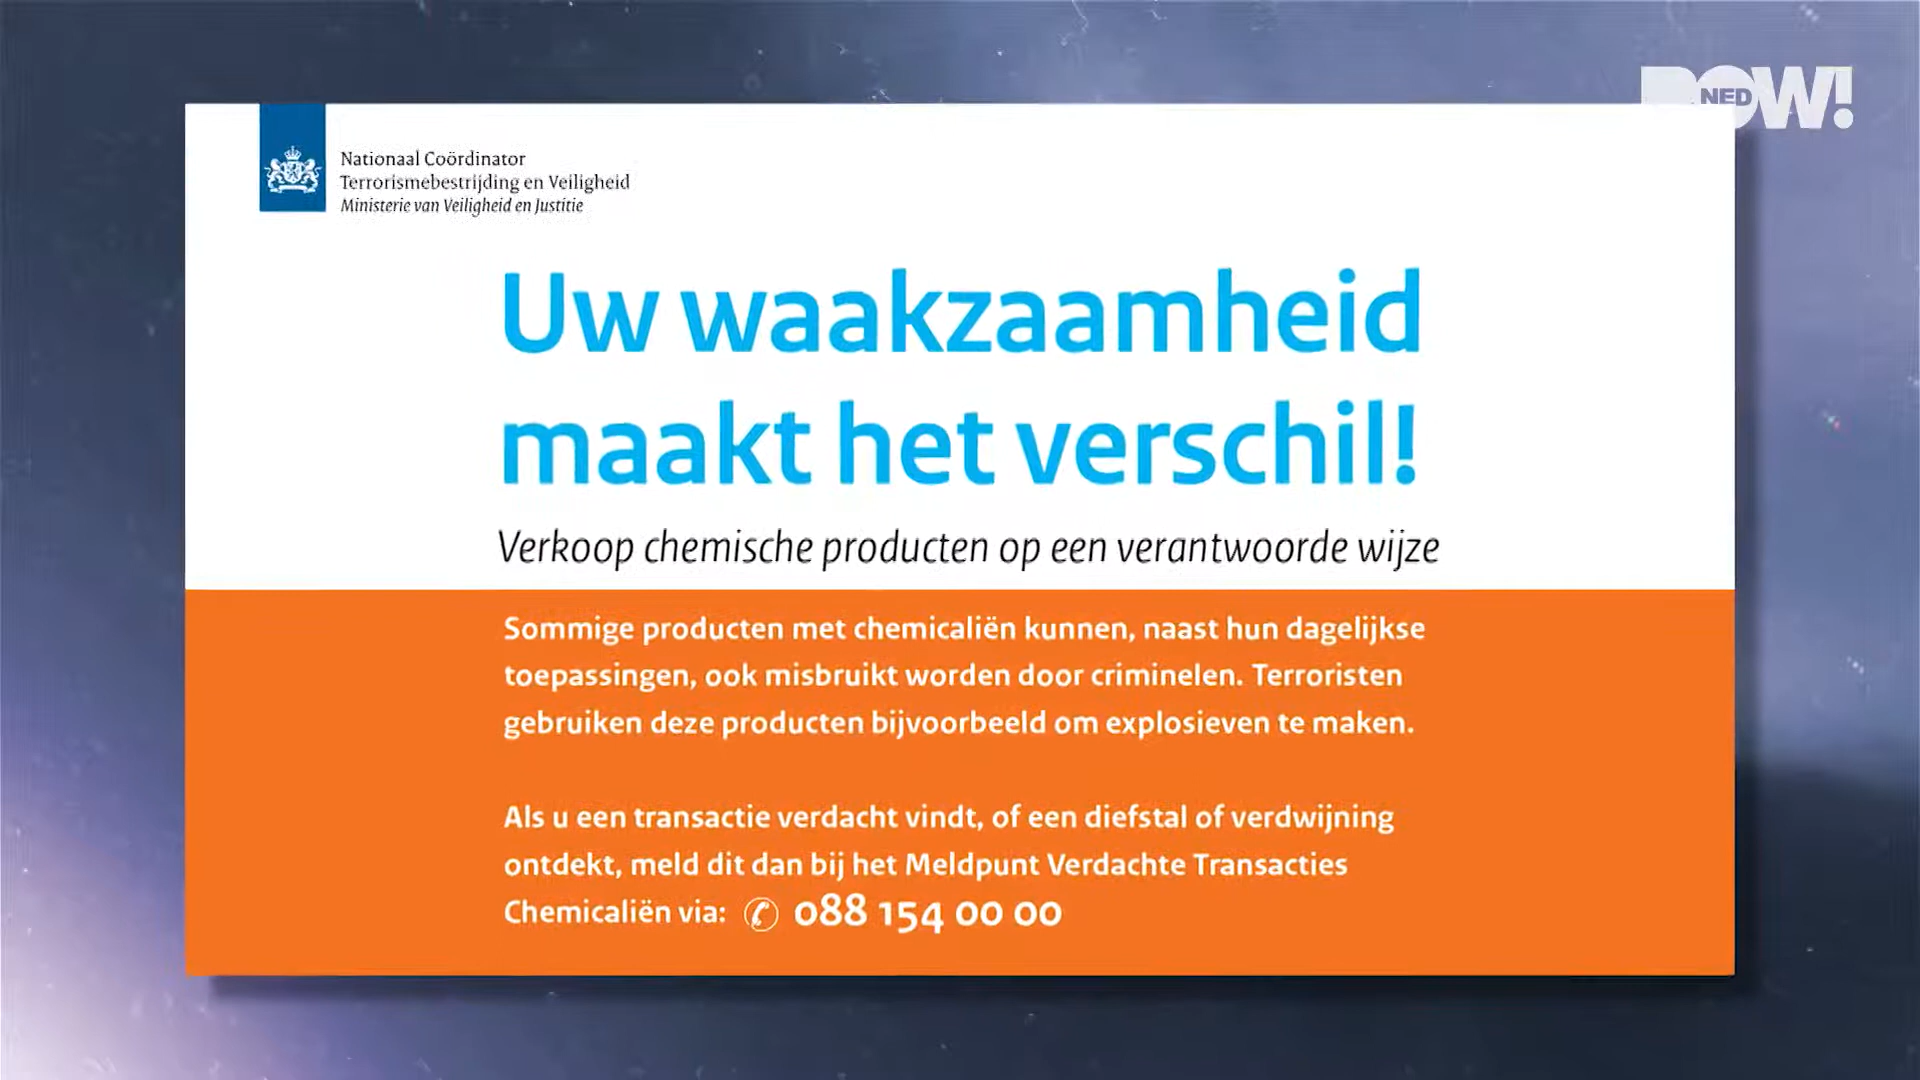 POW!
NED
Nationaal Coördinator
Terrorismebestrijding en Veiligheid
Ministerie van Veiligheid en Justitie
Uw waakzaamheid
maakt het verschil!
Verkoop chemische producten op een verantwoorde wijze
Sommige producten met chemicaliën kunnen, naast hun dagelijkse
toepassingen, ook misbruikt worden door criminelen. Terroristen
gebruiken deze producten bijvoorbeeld om explosieven te maken.
Als u een transactie verdacht vindt, of een diefstal of verdwijning
ontdekt, meld dit dan bij het Meldpunt Verdachte Transacties
Chemicaliën via: ✆ 088 154 00 00